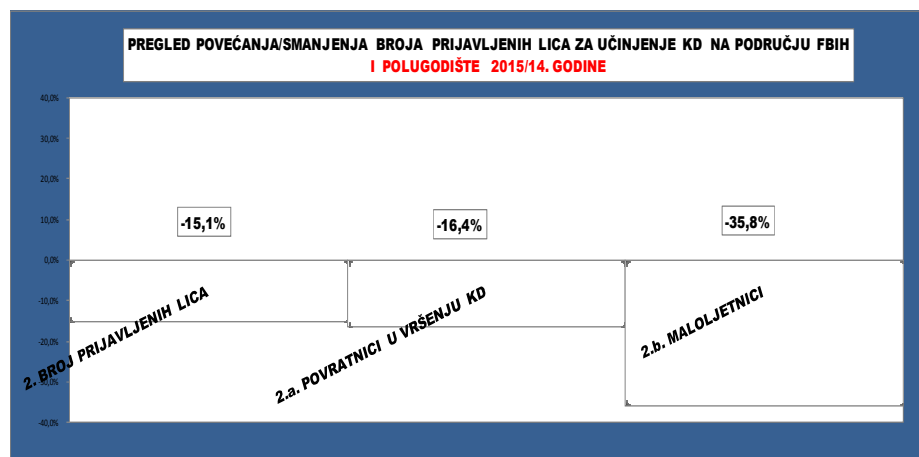 PREGLED POVEĆANJA/SMANJENJA BROJA PRIJAVLJENIH LICA ZA UČINJENJE KD NA PODRUČJU FBIH
I POLUGODIŠTE 2015/14. GODINE
40,0%
30,0%
20,0%
10,0%
0,0%
-10,0%
-20,0%
-30,0%
-40,0%
-15,1%
-16,4%
-35,8%
2. BROJ PRIJAVLJENIH LICA
2.a. POVRATNICI U VRŠENJU KD
2.b. MALOLJETNICI